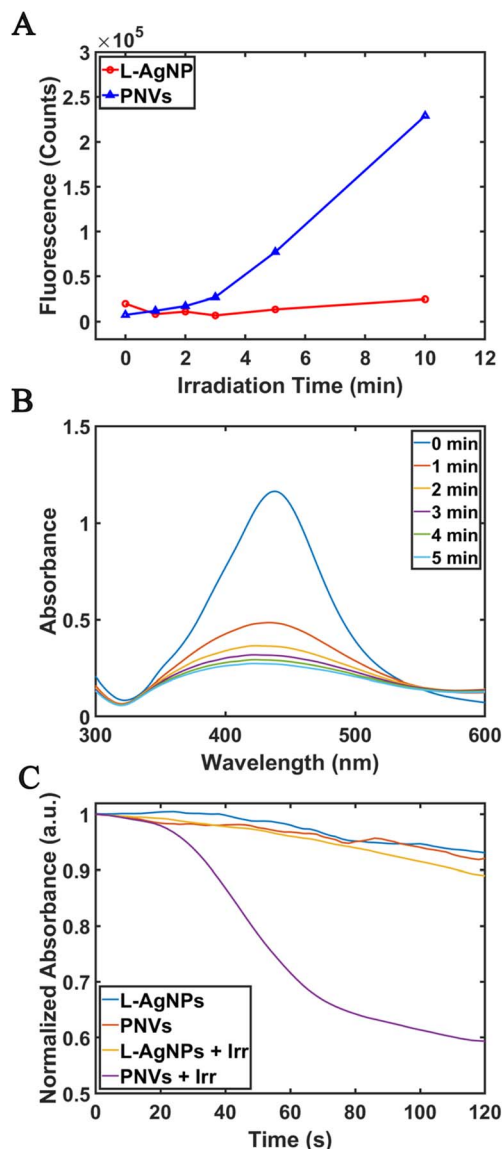 A
×10⁵
3
2.5
2
1.5
1
0.5
0
Fluorescence (Counts)
L-AgNP
PNVs
0 2 4 6 8 10 12
Irradiation Time (min)
B
1.5
1
0.5
0
Absorbance
0 min
1 min
2 min
3 min
4 min
5 min
300 400 500 600
Wavelength (nm)
C
1
0.9
0.8
0.7
0.6
0.5
Normalized Absorbance (a.u.)
L-AgNPs
PNVs
L-AgNPs + Irr
PNVs + Irr
0 20 40 60 80 100 120
Time (s)